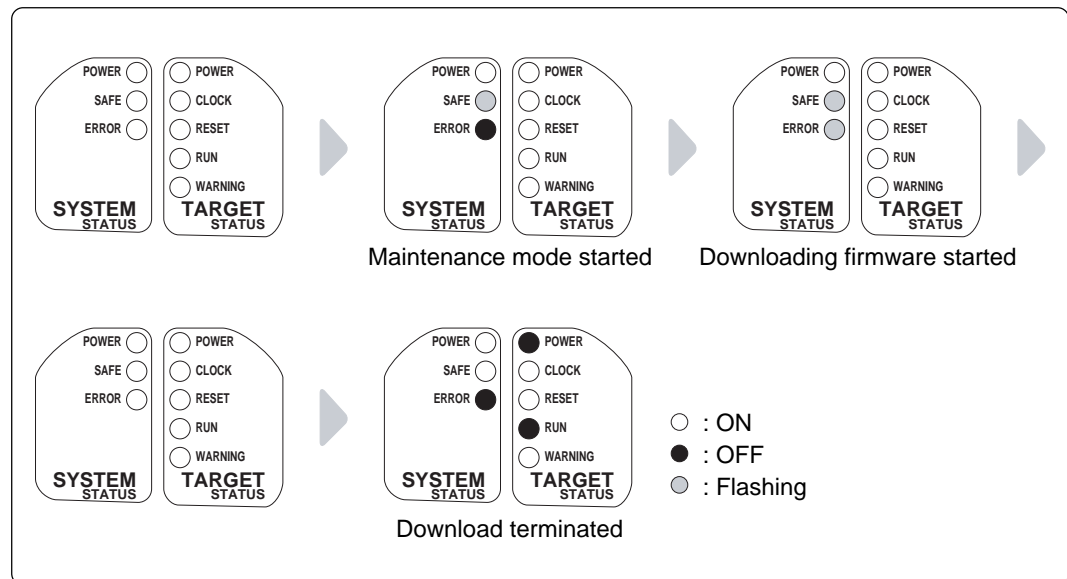 POWER POWER
SAFE CLOCK
ERROR RESET
RUN
WARNING
SYSTEM STATUS TARGET STATUS
POWER POWER
SAFE CLOCK
ERROR RESET
RUN
WARNING
SYSTEM STATUS TARGET STATUS
Maintenance mode started
POWER POWER
SAFE CLOCK
ERROR RESET
RUN
WARNING
SYSTEM STATUS TARGET STATUS
Downloading firmware started
POWER POWER
SAFE CLOCK
ERROR RESET
RUN
WARNING
SYSTEM STATUS TARGET STATUS
POWER POWER
SAFE CLOCK
ERROR RESET
RUN
WARNING
SYSTEM STATUS TARGET STATUS
Download terminated
: ON
: OFF
: Flashing